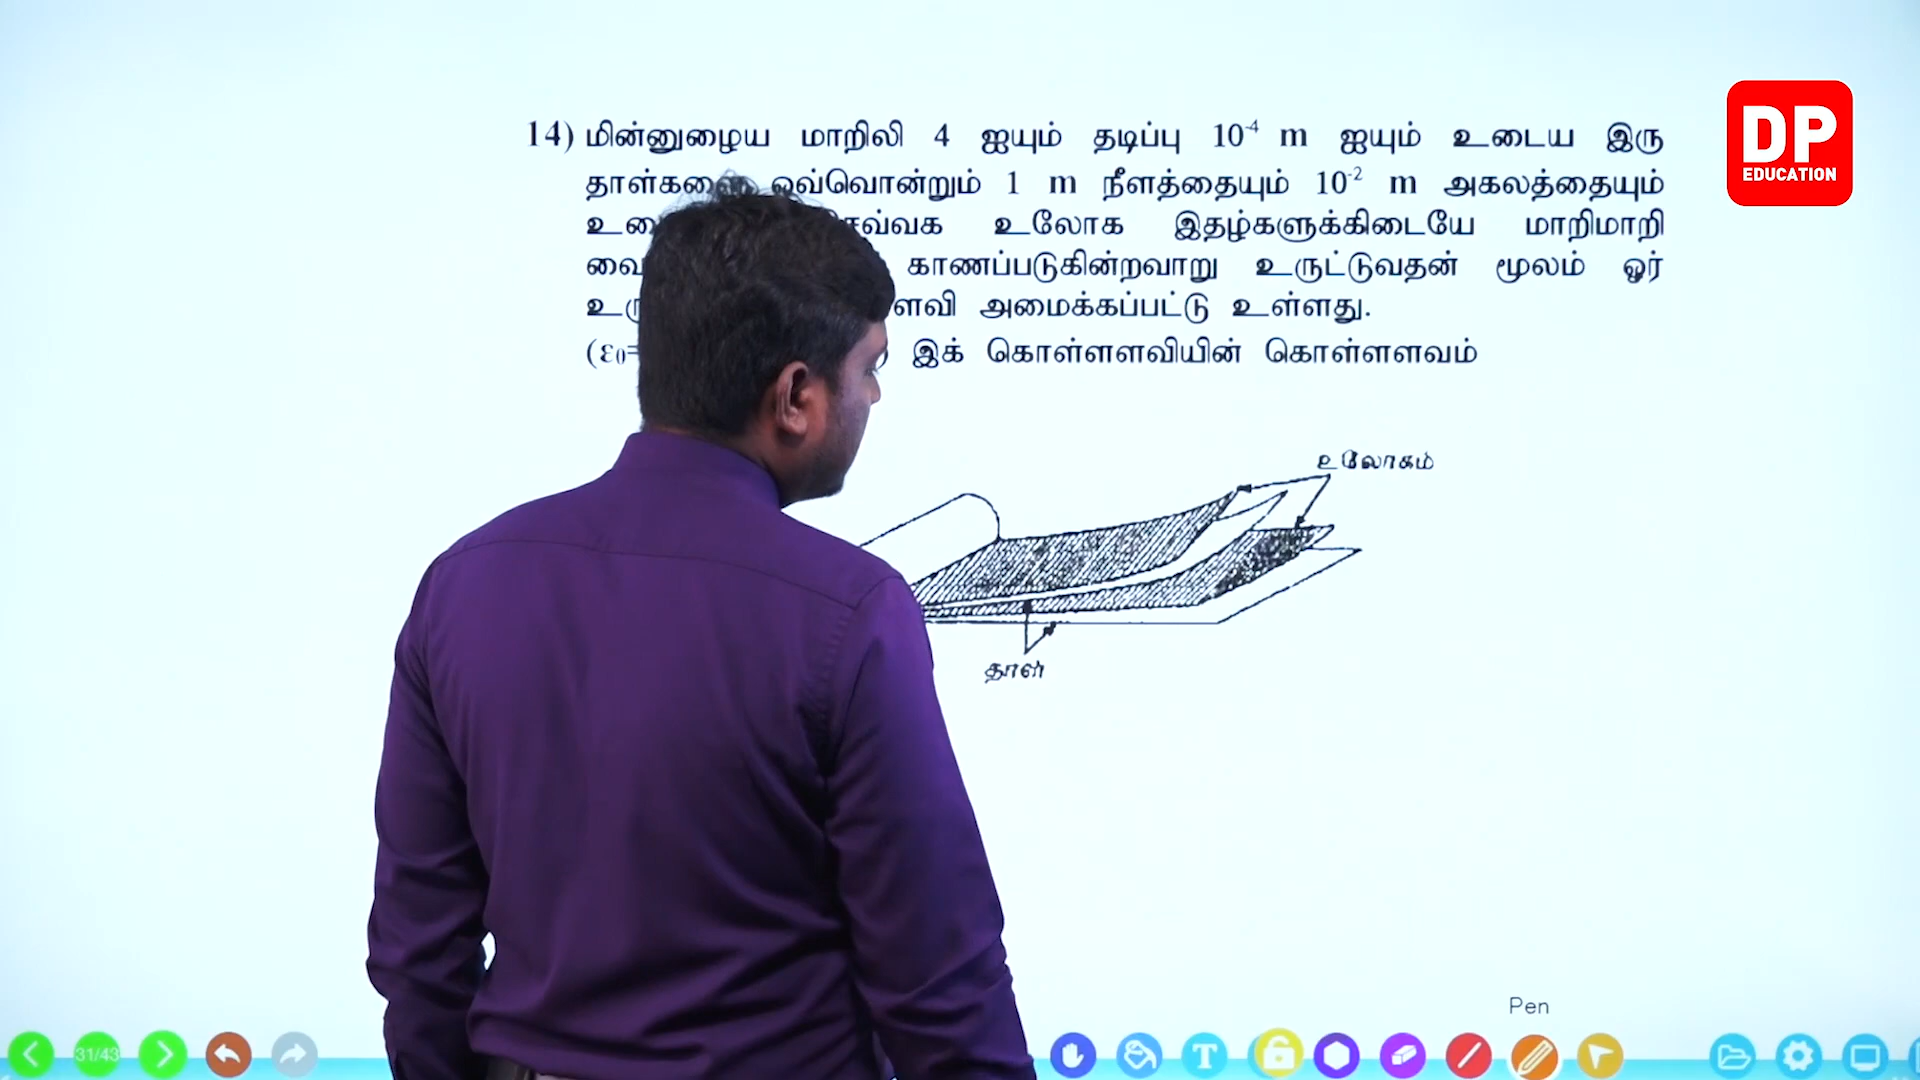 14) மின்னுழைய மாறிலி 4 ஐயும் தடிப்பு 10⁻⁴ m ஐயும் உடைய இரு
தாள்களை ஒவ்வொன்றும் 1 m நீளத்தையும் 10⁻² m அகலத்தையும்
உலோக இதழ்களுக்கிடையே மாறிமாறி
காணப்படுகின்றவாறு உருட்டுவதன் மூலம் ஓர்
அமைக்கப்பட்டு உள்ளது.
(ε₀= ) இக் கொள்ளளவியின் கொள்ளளவம்
உலோகம்
தாள்
DP
EDUCATION
Pen
31/43
T